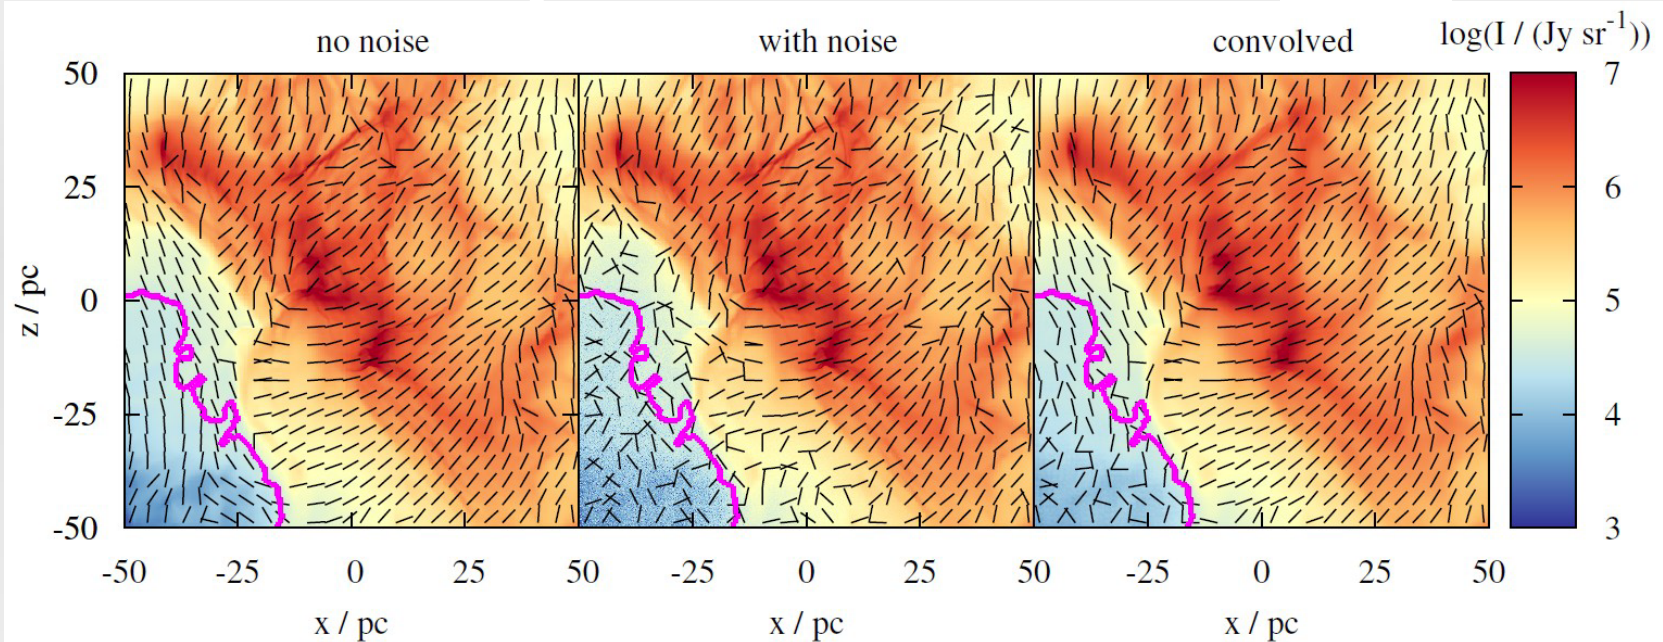 no noise with noise convolved log(I / (Jy sr-1))
50 7
25 6
z / pc 0 5
-25 4
-50 3
-50 -25 0 25 50 -25 0 25 50 -25 0 25 50
x / pc x / pc x / pc